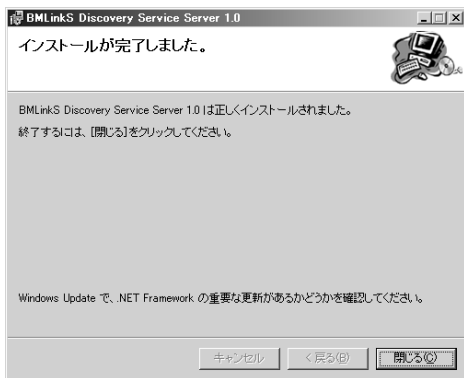 BMLinkS Discovery Service Server 1.0
インストールが完了しました。
BMLinkS Discovery Service Server 1.0 は正しくインストールされました。
終了するには、[閉じる]をクリックしてください。
Windows Update で、.NET Framework の重要な更新があるかどうかを確認してください。
キャンセル < 戻る(B) 閉じる(C)